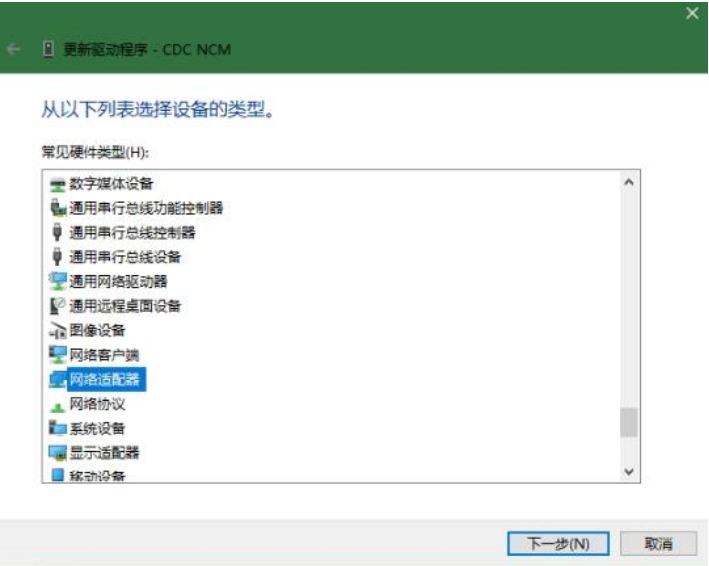 更新驱动程序 - CDC NCM
从以下列表选择设备的类型。
常见硬件类型(H):
数字媒体设备
通用串行总线功能控制器
通用串行总线控制器
通用串行总线设备
通用网络驱动器
通用远程桌面设备
图像设备
网络客户端
网络适配器
网络协议
系统设备
显示适配器
移动设备
下一步(N) 取消